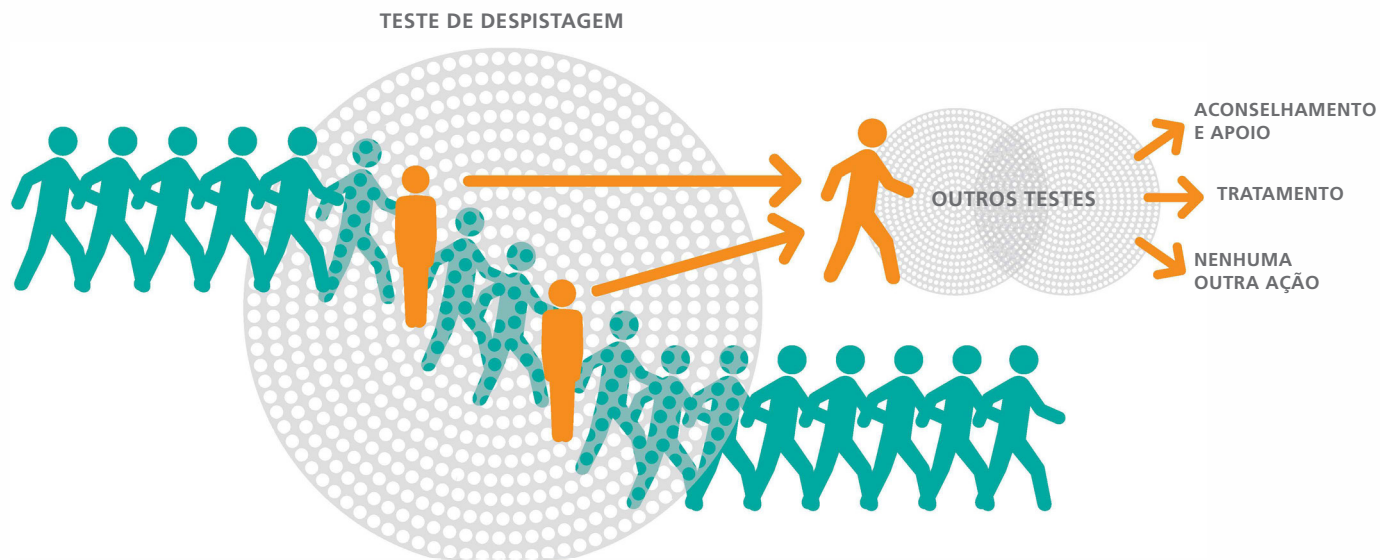 TESTE DE DESPISTAGEM
ACONSELHAMENTO
E APOIO
OUTROS TESTES
TRATAMENTO
NENHUMA
OUTRA AÇÃO